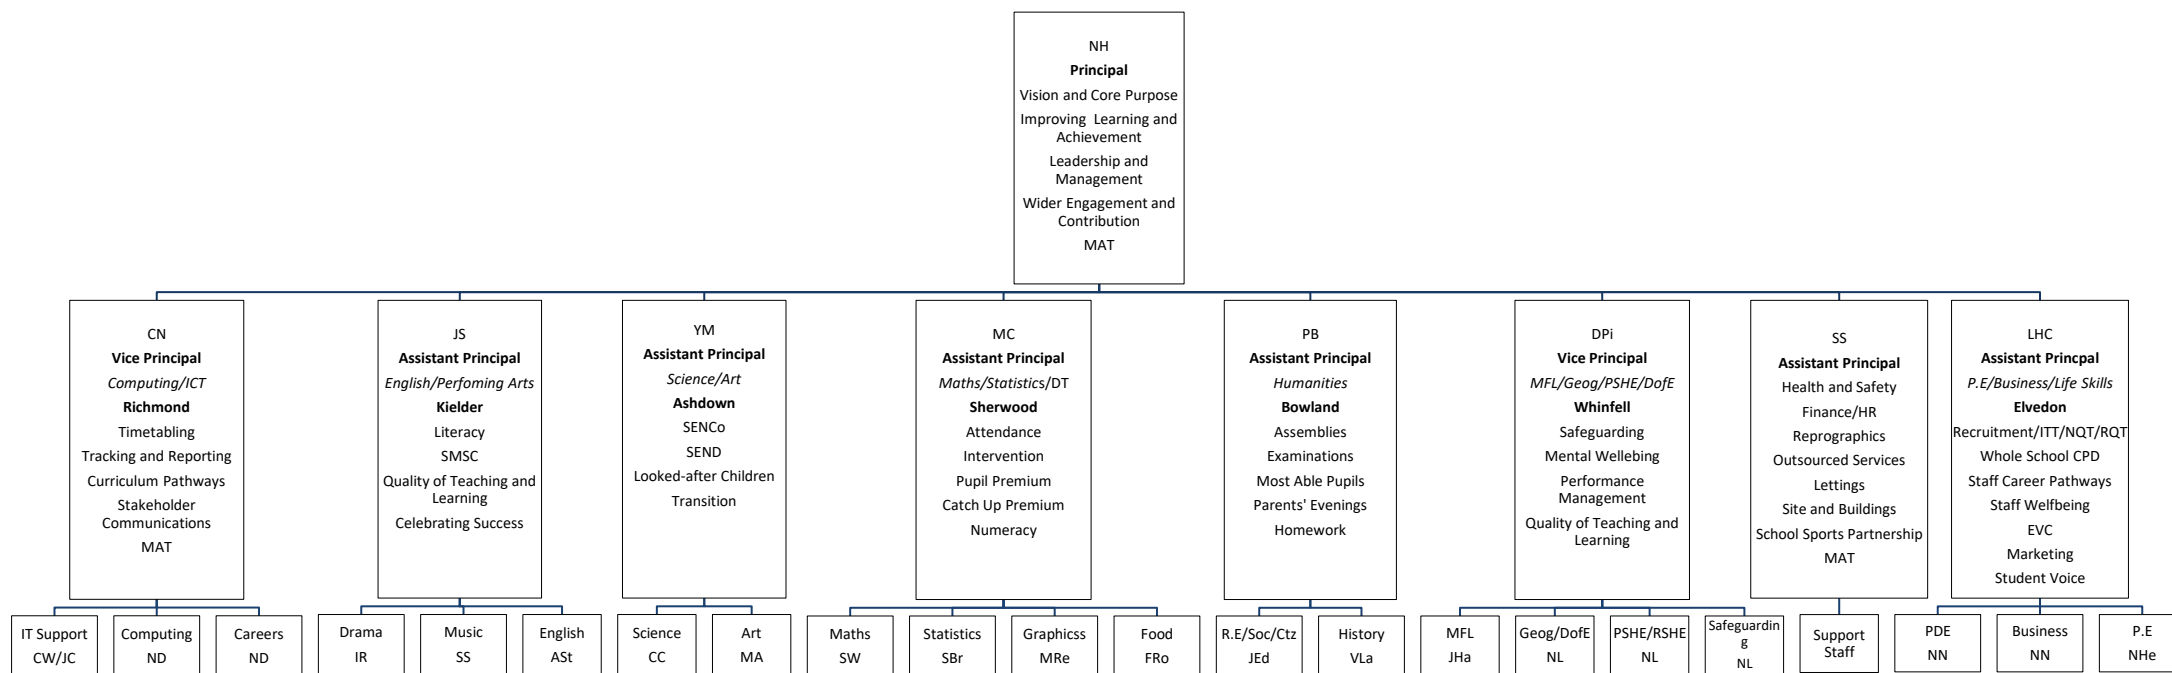 NH
Principal
Vision and Core Purpose
Improving Learning and
Achievement
Leadership and
Management
Wider Engagement and
Contribution
MAT
CN
Vice Principal
Computing/ICT
Richmond
Timetabling
Tracking and Reporting
Curriculum Pathways
Stakeholder
Communications
MAT
JS
Assistant Principal
English/Perfoming Arts
Kielder
Literacy
SMSC
Quality of Teaching and
Learning
Celebrating Success
YM
Assistant Principal
Science/Art
Ashdown
SENCo
SEND
Looked-after Children
Transition
MC
Assistant Principal
Maths/Statistics/DT
Sherwood
Attendance
Intervention
Pupil Premium
Catch Up Premium
Numeracy
PB
Assistant Principal
Humanities
Bowland
Assemblies
Examinations
Most Able Pupils
Parents' Evenings
Homework
DPi
Vice Principal
MFL/Geog/PSHE/DofE
Whinfell
Safeguarding
Mental Wellebing
Performance
Management
Quality of Teaching and
Learning
SS
Assistant Principal
Health and Safety
Finance/HR
Reprographics
Outsourced Services
Lettings
Site and Buildings
School Sports Partnership
MAT
LHC
Assistant Princpal
P.E/Business/Life Skills
Elvedon
Recruitment/ITT/NQT/RQT
Whole School CPD
Staff Career Pathways
Staff Welfbeing
EVC
Marketing
Student Voice
IT Support
CW/JC
Computing
ND
Careers
ND
Drama
IR
Music
SS
English
ASt
Science
CC
Art
MA
Maths
SW
Statistics
SBr
Graphicss
MRe
Food
FRo
R.E/Soc/Ctz
JEd
History
VLa
MFL
JHa
Geog/DofE
NL
PSHE/RSHE
NL
Safeguardin
g
NL
Support
Staff
PDE
NN
Business
NN
P.E
NHe